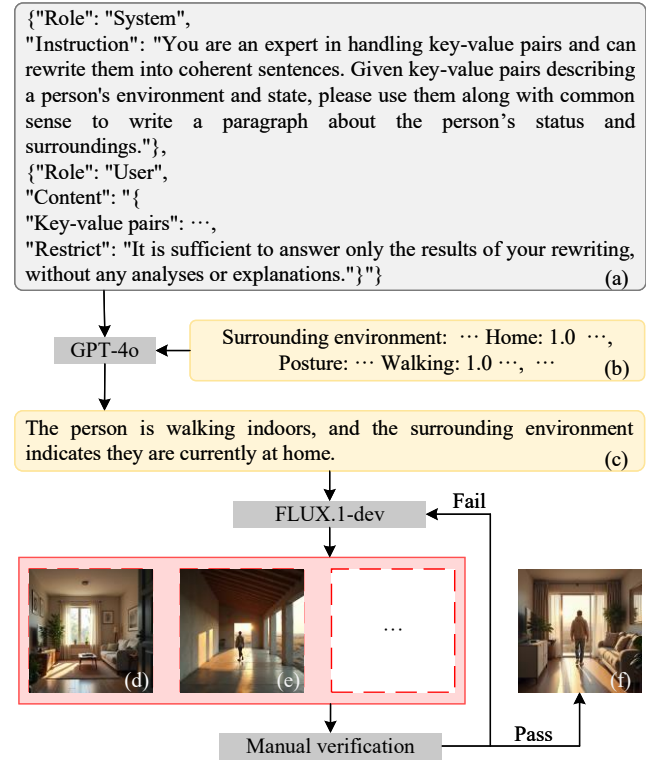 {"Role": "System",
"Instruction": "You are an expert in handling key-value pairs and can
rewrite them into coherent sentences. Given key-value pairs describing
a person's environment and state, please use them along with common
sense to write a paragraph about the person’s status and
surroundings."},
{"Role": "User",
"Content": "{
"Key-value pairs": ⋯,
"Restrict": "It is sufficient to answer only the results of your rewriting,
without any analyses or explanations."}"}
(a)
GPT-4o
Surrounding environment: ⋯ Home: 1.0 ⋯,
Posture: ⋯ Walking: 1.0 ⋯, ⋯
(b)
The person is walking indoors, and the surrounding environment
indicates they are currently at home.
(c)
Fail
FLUX.1-dev
(d)
(e)
⋯
(f)
Pass
Manual verification